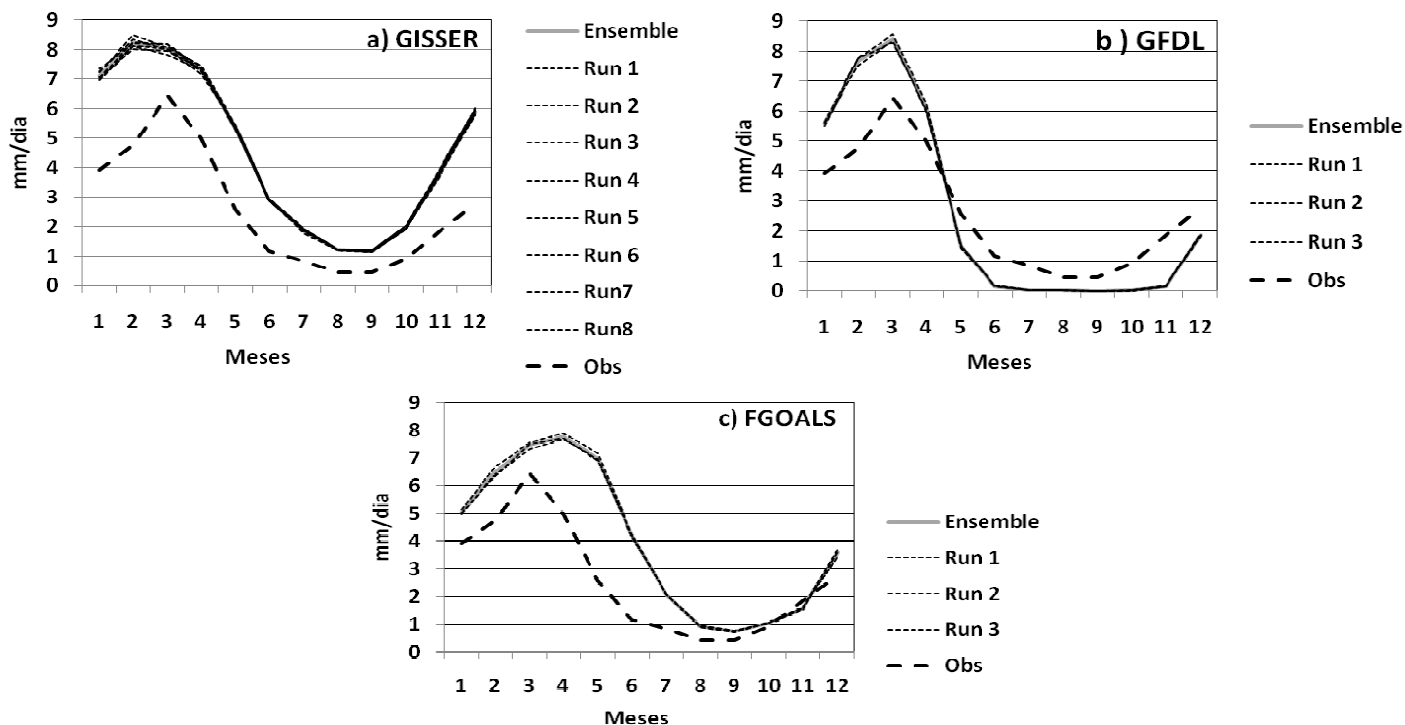 a) GISSER
mm/dia
9
8
7
6
5
4
3
2
1
0
1 2 3 4 5 6 7 8 9 10 11 12
Meses
Ensemble
Run 1
Run 2
Run 3
Run 4
Run 5
Run 6
Run7
Run8
Obs
b ) GFDL
mm/dia
9
8
7
6
5
4
3
2
1
0
1 2 3 4 5 6 7 8 9 10 11 12
Meses
Ensemble
Run 1
Run 2
Run 3
Obs
c) FGOALS
mm/dia
9
8
7
6
5
4
3
2
1
0
1 2 3 4 5 6 7 8 9 10 11 12
Meses
Ensemble
Run 1
Run 2
Run 3
Obs